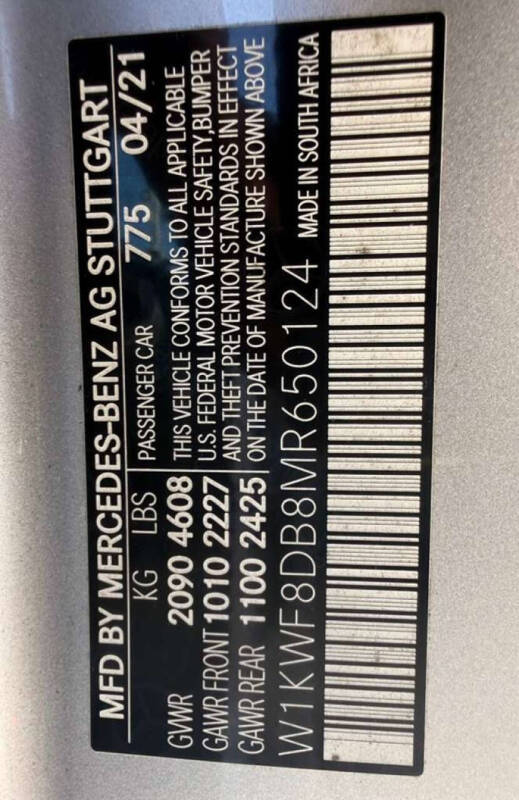 MFD BY MERCEDES-BENZ AG STUTTGART
KG LBS PASSENGER CAR 775 04/21
GWR 2090 4608 THIS VEHICLE CONFORMS TO ALL APPLICABLE
GAWR FRONT 1010 2227 U.S. FEDERAL MOTOR VEHICLE SAFETY, BUMPER
GAWR REAR 1100 2425 AND THEFT PREVENTION STANDARDS IN EFFECT
ON THE DATE OF MANUFACTURE SHOWN ABOVE
W1KWF8DB8MR650124 MADE IN SOUTH AFRICA